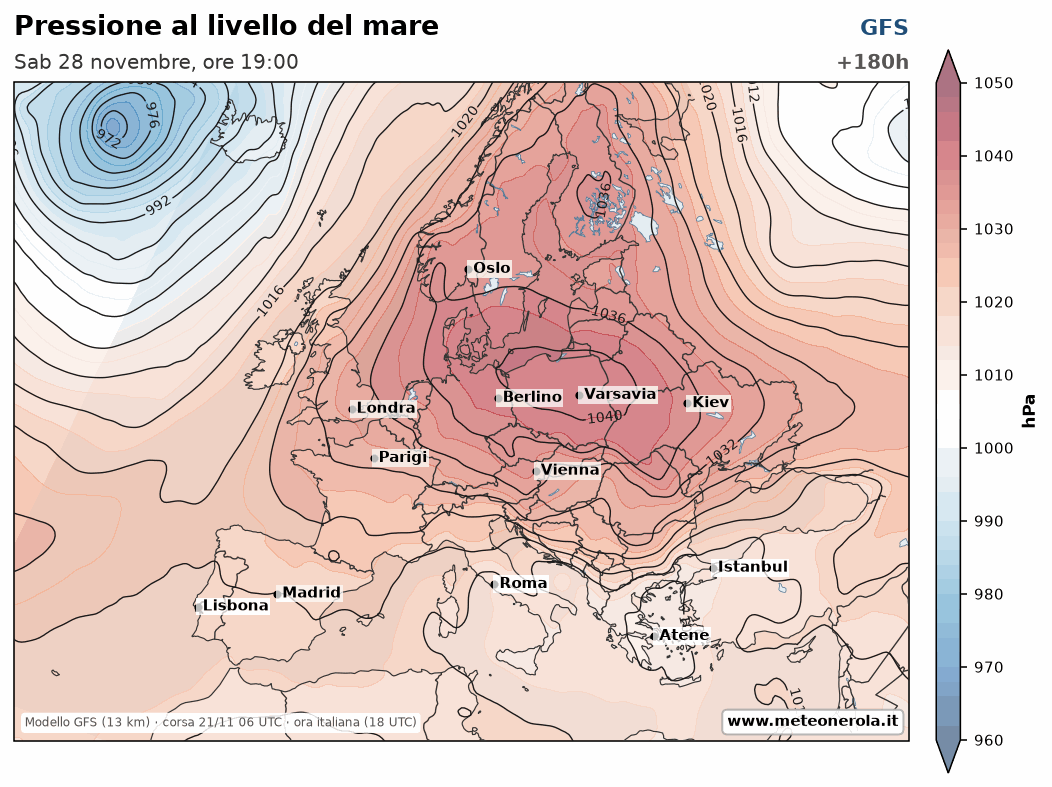 Pressione al livello del mare
GFS
Sab 28 novembre, ore 19:00
+180h
976
972
992
1020
1020
1016
1036
1016
1036
1040
1032
Oslo
Berlino
Varsavia
Kiev
Londra
Parigi
Vienna
Istanbul
Roma
Madrid
Lisbona
Atene
1050
1040
1030
1020
1010
1000
990
980
970
960
hPa
Modello GFS (13 km) · corsa 21/11 06 UTC · ora italiana (18 UTC)
www.meteonerola.it